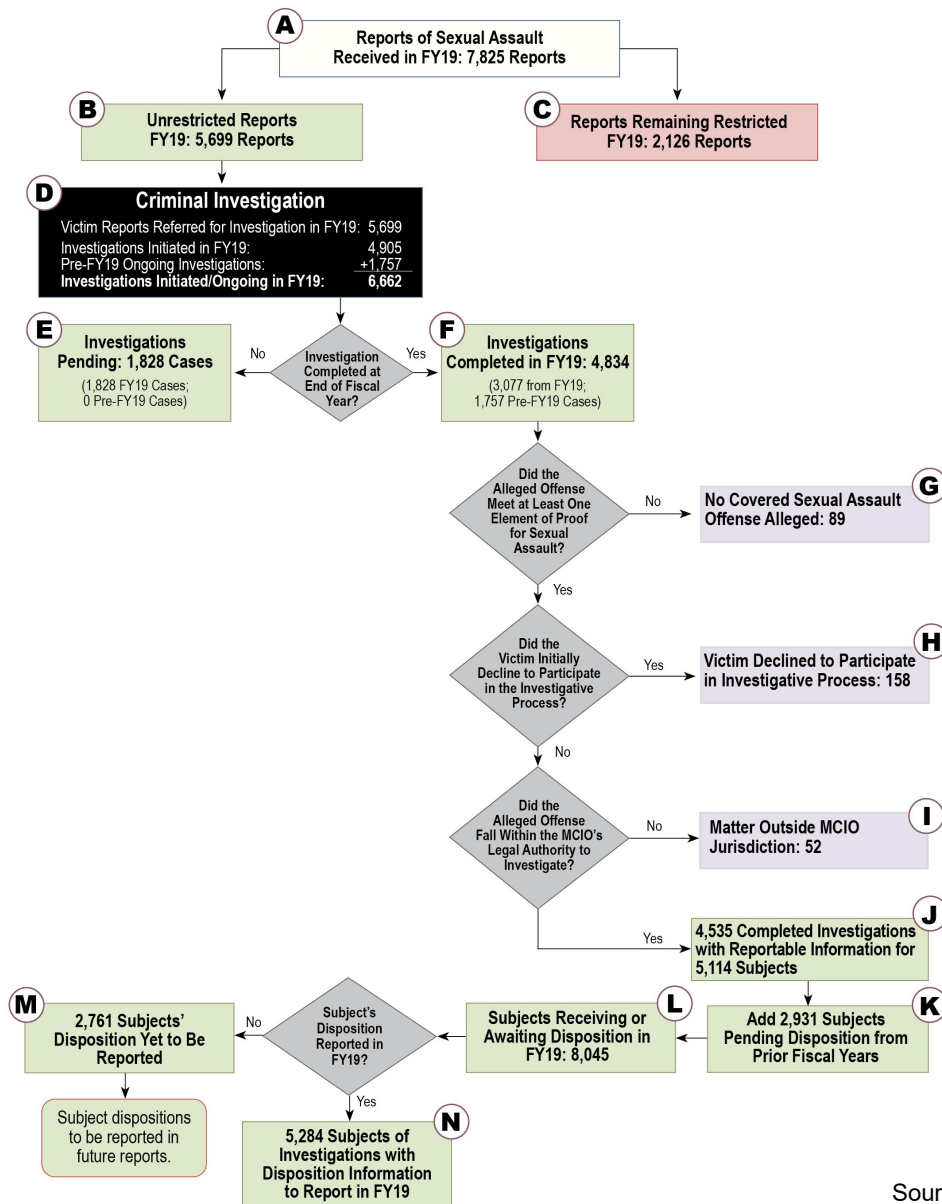 A
Reports of Sexual Assault
Received in FY19: 7,825 Reports
B
Unrestricted Reports
FY19: 5,699 Reports
C
Reports Remaining Restricted
FY19: 2,126 Reports
D
Criminal Investigation
Victim Reports Referred for Investigation in FY19: 5,699
Investigations Initiated in FY19: 4,905
Pre-FY19 Ongoing Investigations: +1,757
Investigations Initiated/Ongoing in FY19: 6,662
E
Investigations
Pending: 1,828 Cases
(1,828 FY19 Cases;
0 Pre-FY19 Cases)
No
Investigation
Completed at
End of Fiscal
Year?
Yes
F
Investigations
Completed in FY19: 4,834
(3,077 from FY19;
1,757 Pre-FY19 Cases)
Did the
Alleged Offense
Meet at Least One
Element of Proof
for Sexual
Assault?
No
G
No Covered Sexual Assault
Offense Alleged: 89
Yes
Did the
Victim Initially
Decline to Participate
in the Investigative
Process?
Yes
H
Victim Declined to Participate
in Investigative Process: 158
No
Did the
Alleged Offense
Fall Within the MCIO's
Legal Authority to
Investigate?
No
I
Matter Outside MCIO
Jurisdiction: 52
Yes
J
4,535 Completed Investigations
with Reportable Information for
5,114 Subjects
K
Add 2,931 Subjects
Pending Disposition from
Prior Fiscal Years
L
Subjects Receiving or
Awaiting Disposition in
FY19: 8,045
Subject's
Disposition
Reported in
FY19?
No
M
2,761 Subjects'
Disposition Yet to Be
Reported
Subject dispositions
to be reported in
future reports.
Yes
N
5,284 Subjects of
Investigations with
Disposition Information
to Report in FY19
Sour